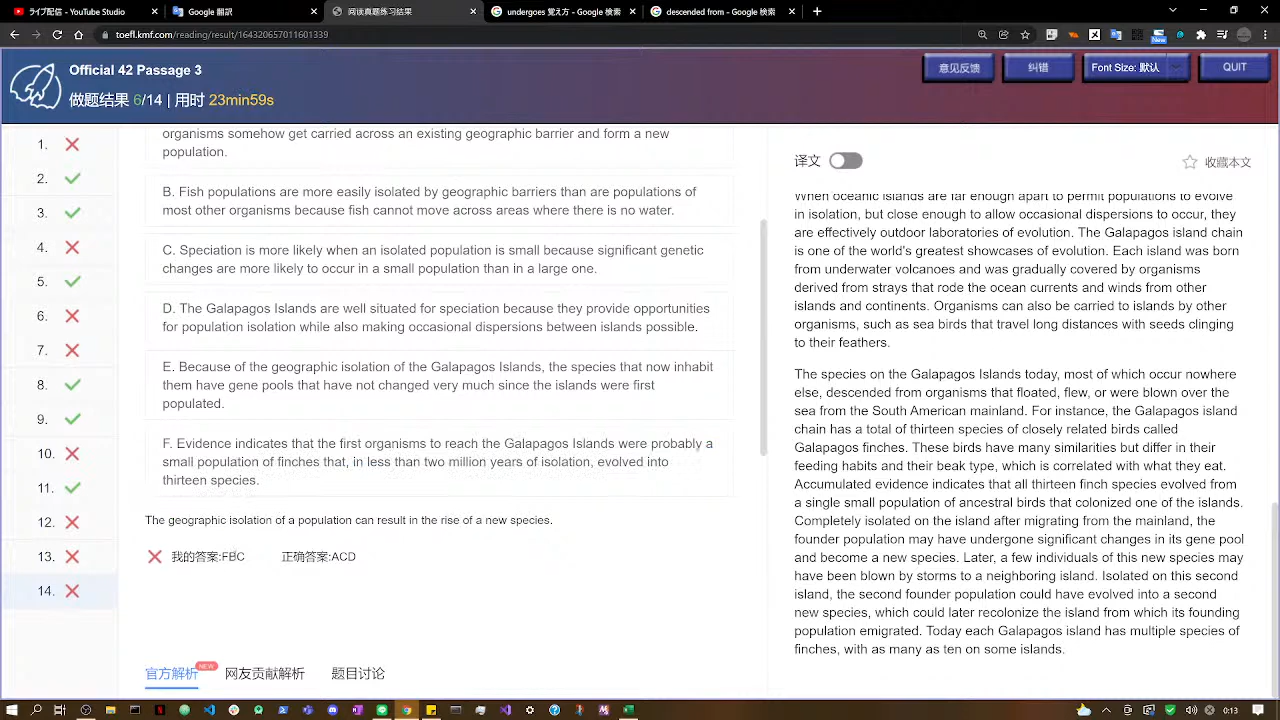 ライブ配信 - YouTube
Google 翻訳
阅读真题练习结果
undergoes 覚え方 - Google 検索
descended from - Google 検索
toefl.kmf.com/reading/result/164320657011601339
Official 42 Passage 3
做题结果 6/14 | 用时 23min59s
意见反馈
纠错
Font Size: 默认
QUIT
1.
2.
3.
4.
5.
6.
7.
8.
9.
10.
11.
12.
13.
14.
organisms somehow get carried across an existing geographic barrier and form a new
population.
B. Fish populations are more easily isolated by geographic barriers than are populations of
most other organisms because fish cannot move across areas where there is no water.
C. Speciation is more likely when an isolated population is small because significant genetic
changes are more likely to occur in a small population than in a large one.
D. The Galapagos Islands are well situated for speciation because they provide opportunities
for population isolation while also making occasional dispersions between islands possible.
E. Because of the geographic isolation of the Galapagos Islands, the species that now inhabit
them have gene pools that have not changed very much since the islands were first
populated.
F. Evidence indicates that the first organisms to reach the Galapagos Islands were probably a
small population of finches that, in less than two million years of isolation, evolved into
thirteen species.
The geographic isolation of a population can result in the rise of a new species.
我的答案:FBC
正确答案:ACD
官方解析
NEW
网友贡献解析
题目讨论
译文
收藏本文
When oceanic islands are far enough apart to permit populations to evolve
in isolation, but close enough to allow occasional dispersions to occur, they
are effectively outdoor laboratories of evolution. The Galapagos island chain
is one of the world's greatest showcases of evolution. Each island was born
from underwater volcanoes and was gradually covered by organisms
derived from strays that rode the ocean currents and winds from other
islands and continents. Organisms can also be carried to islands by other
organisms, such as sea birds that travel long distances with seeds clinging
to their feathers.
The species on the Galapagos Islands today, most of which occur nowhere
else, descended from organisms that floated, flew, or were blown over the
sea from the South American mainland. For instance, the Galapagos island
chain has a total of thirteen species of closely related birds called
Galapagos finches. These birds have many similarities but differ in their
feeding habits and their beak type, which is correlated with what they eat.
Accumulated evidence indicates that all thirteen finch species evolved from
a single small population of ancestral birds that colonized one of the islands.
Completely isolated on the island after migrating from the mainland, the
founder population may have undergone significant changes in its gene pool
and become a new species. Later, a few individuals of this new species may
have been blown by storms to a neighboring island. Isolated on this second
island, the second founder population could have evolved into a second
new species, which could later recolonize the island from which its founding
population emigrated. Today each Galapagos island has multiple species of
finches, with as many as ten on some islands.
New
0:13